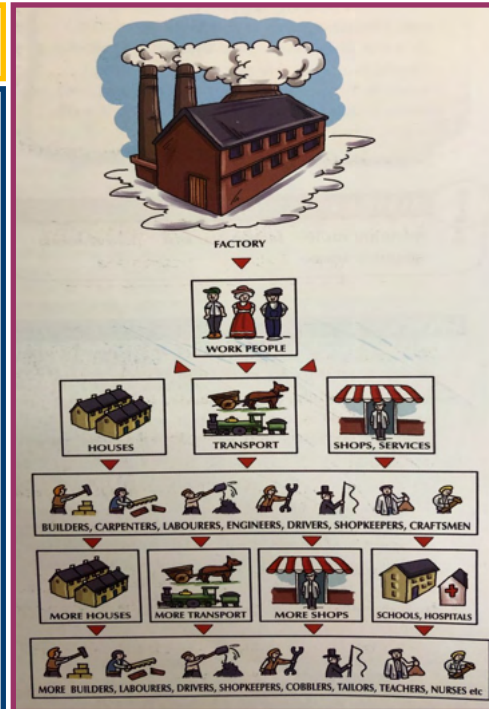 FACTORY
WORK PEOPLE
HOUSES
TRANSPORT
SHOPS, SERVICES
BUILDERS, CARPENTERS, LABOURERS, ENGINEERS, DRIVERS, SHOPKEEPERS, CRAFTSMEN
MORE HOUSES
MORE TRANSPORT
MORE SHOPS
SCHOOLS, HOSPITALS
MORE BUILDERS, LABOURERS, DRIVERS, SHOPKEEPERS, COBBLERS, TAILORS, TEACHERS, NURSES etc